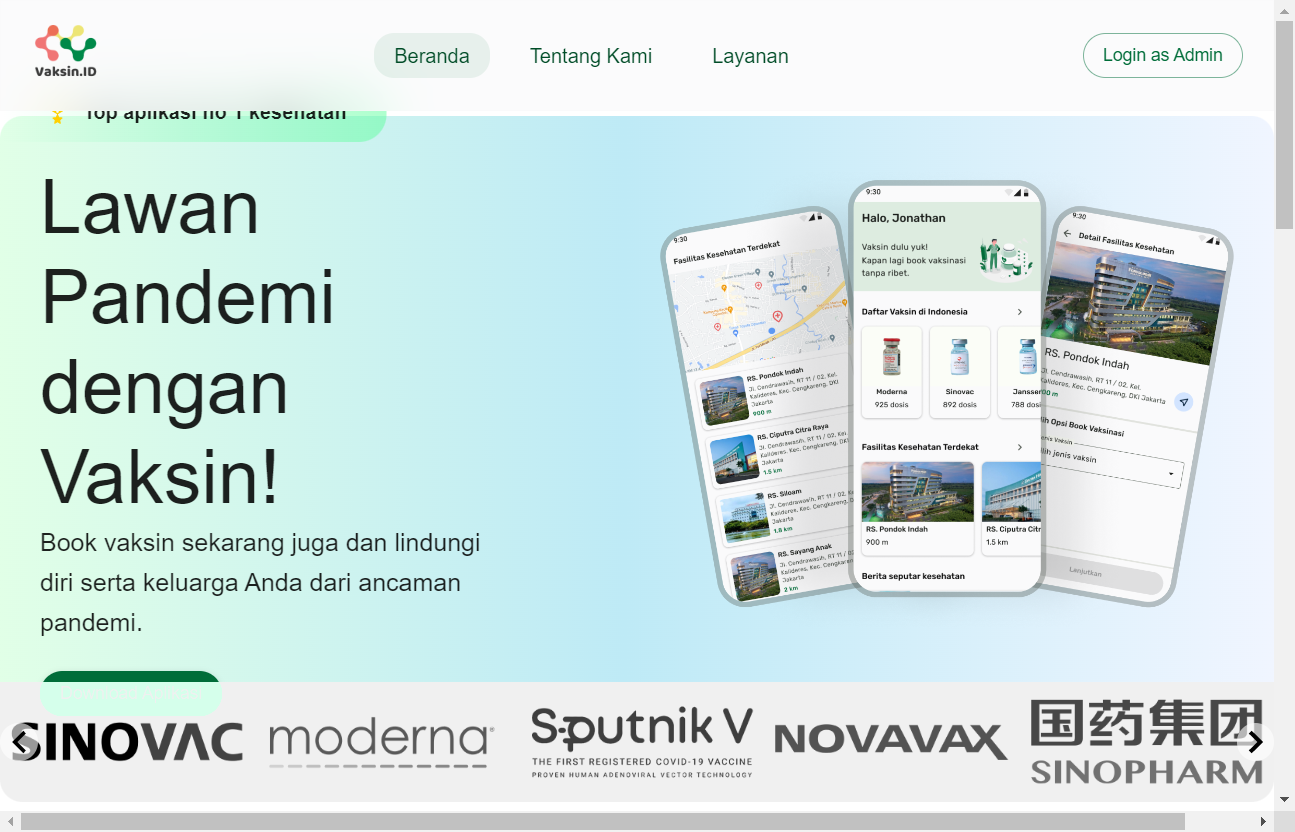 Vaksin.ID
Beranda
Tentang Kami
Layanan
Login as Admin
Top aplikasi no 1 kesehatan
Lawan
Pandemi
dengan
Vaksin!
Book vaksin sekarang juga dan lindungi
diri serta keluarga Anda dari ancaman
pandemi.
9:30
Fasilitas Kesehatan Terdekat
RS. Pondok Indah
Jl. Cendrawasih, RT 11 / 02, Kel.
Kalideres, Kec. Cengkareng, DKI
Jakarta
900 m
RS. Ciputra Citra Raya
Jl. Cendrawasih, RT 11 / 02, Kel.
Kalideres, Kec. Cengkareng, DKI
Jakarta
1.5 km
RS. Siloam
Jl. Cendrawasih, RT 11 / 02, Kel.
Kalideres, Kec. Cengkareng, D
Jakarta
1.8 km
RS. Sayang Anak
Jl. Cendrawasih, RT 11 / 02,
Kalideres, Kec. Cengkareng
Jakarta
2 km
9:30
Halo, Jonathan
Vaksin dulu yuk!
Kapan lagi book vaksinasi
tanpa ribet.
Daftar Vaksin di Indonesia
Moderna
925 dosis
Sinovac
892 dosis
Jansse
788 dosi
Fasilitas Kesehatan Terdekat
RS. Pondok Indah
900 m
RS. Ciputra Citr
1.5 km
Berita seputar kesehatan
9:30
Detail Fasilitas Kesehatan
RS. Pondok Indah
Jl. Cendrawasih, RT 11 / 02, Kel.
Kalideres, Kec. Cengkareng, DKI Jakarta
00 m
lih Opsi Book Vaksinasi
Jenis Vaksin
ilih jenis vaksin
Lanjutkan
SINOVAC
moderna
Sputnik V
THE FIRST REGISTERED COVID-19 VACCINE
PROVEN HUMAN ADENOVIRAL VECTOR TECHNOLOGY
NOVAVAX
国药集团
SINOPHARM